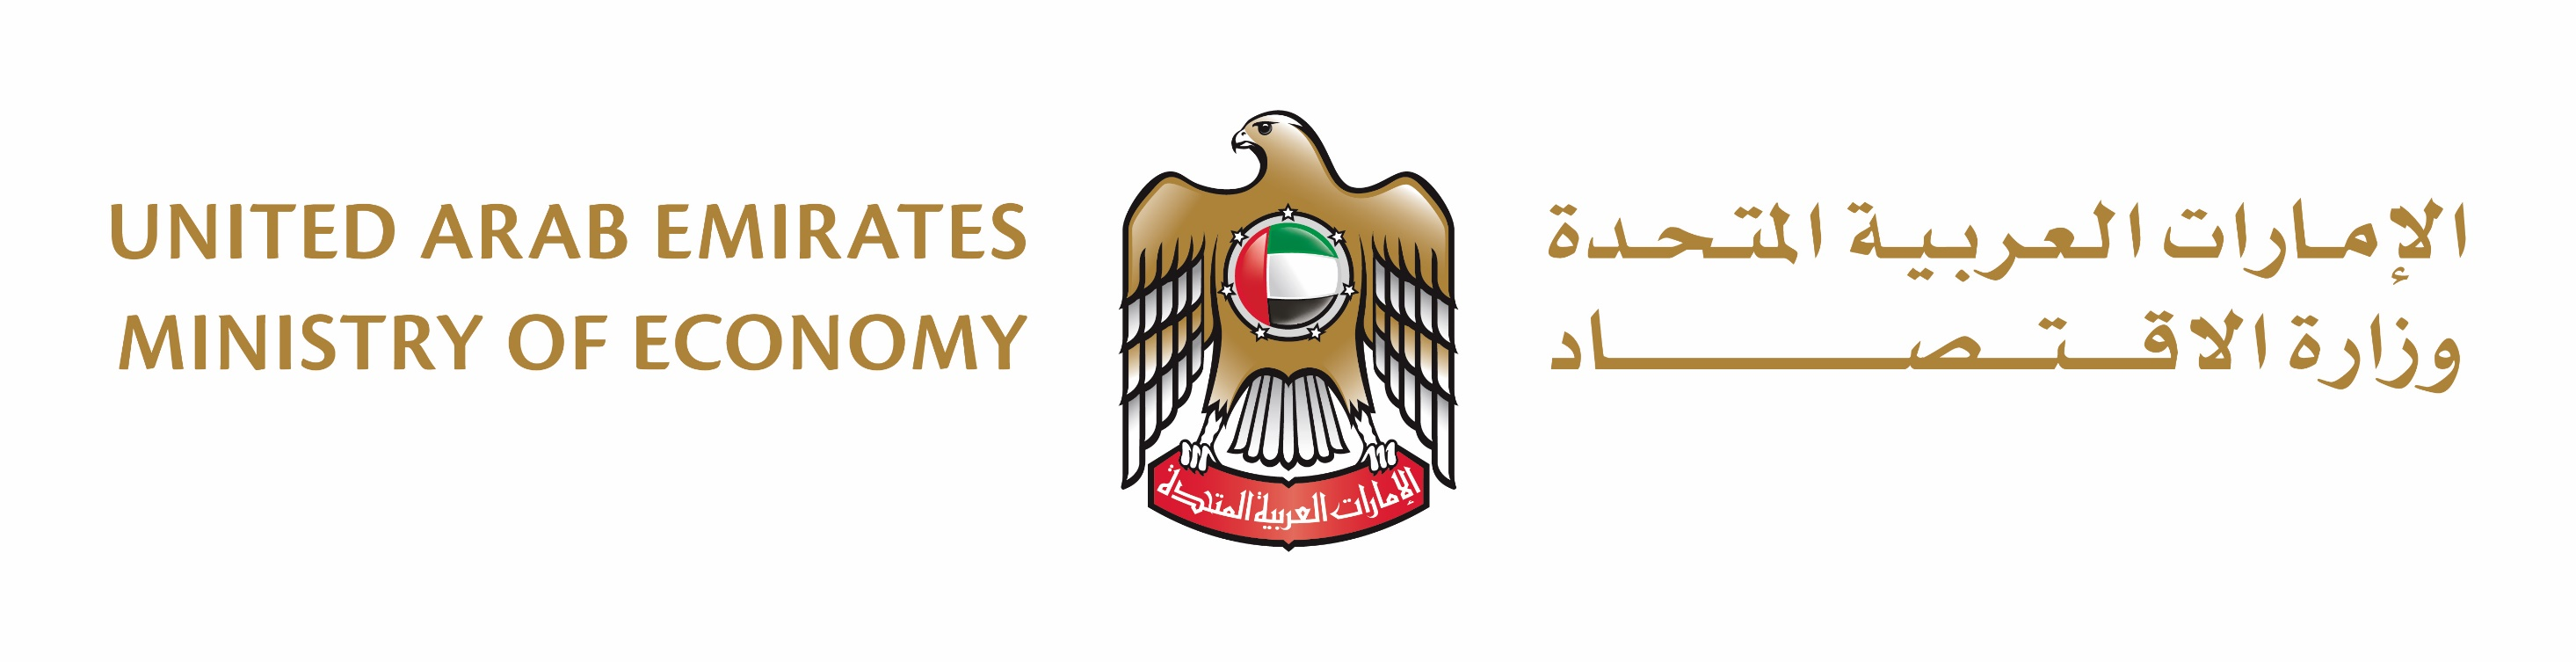 UNITED ARAB EMIRATES
MINISTRY OF ECONOMY
الإمارات العربية المتحدة
وزارة الاقتصاد
الإمارات العربية المتحدة